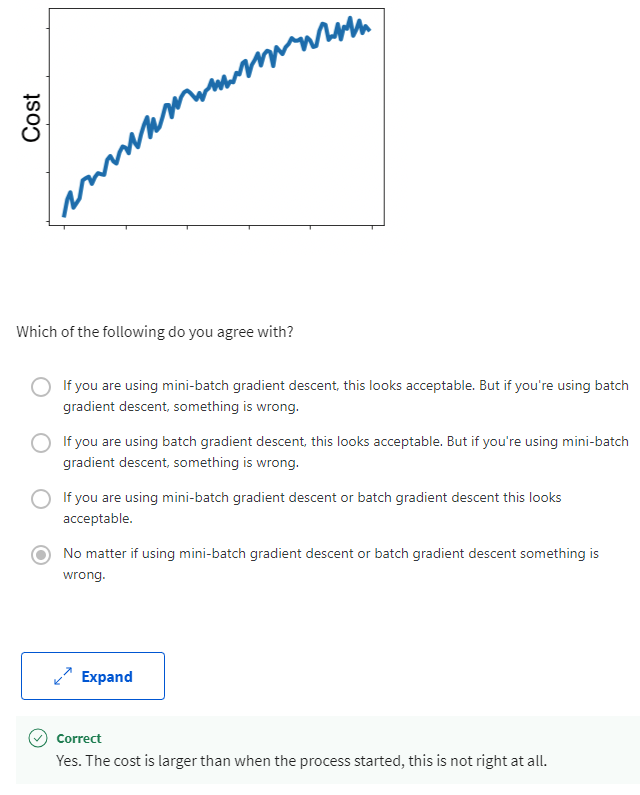 Cost
Which of the following do you agree with?
If you are using mini-batch gradient descent, this looks acceptable. But if you're using batch
gradient descent, something is wrong.
If you are using batch gradient descent, this looks acceptable. But if you're using mini-batch
gradient descent, something is wrong.
If you are using mini-batch gradient descent or batch gradient descent this looks
acceptable.
No matter if using mini-batch gradient descent or batch gradient descent something is
wrong.
Expand
Correct
Yes. The cost is larger than when the process started, this is not right at all.